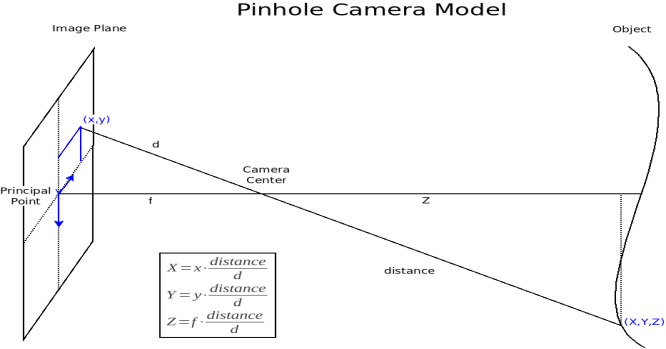 Pinhole Camera Model
Image Plane
Object
(x,y)
d
Camera
Center
Principal
Point
f
Z
distance
X = x · distance / d
Y = y · distance / d
Z = f · distance / d
(X,Y,Z)